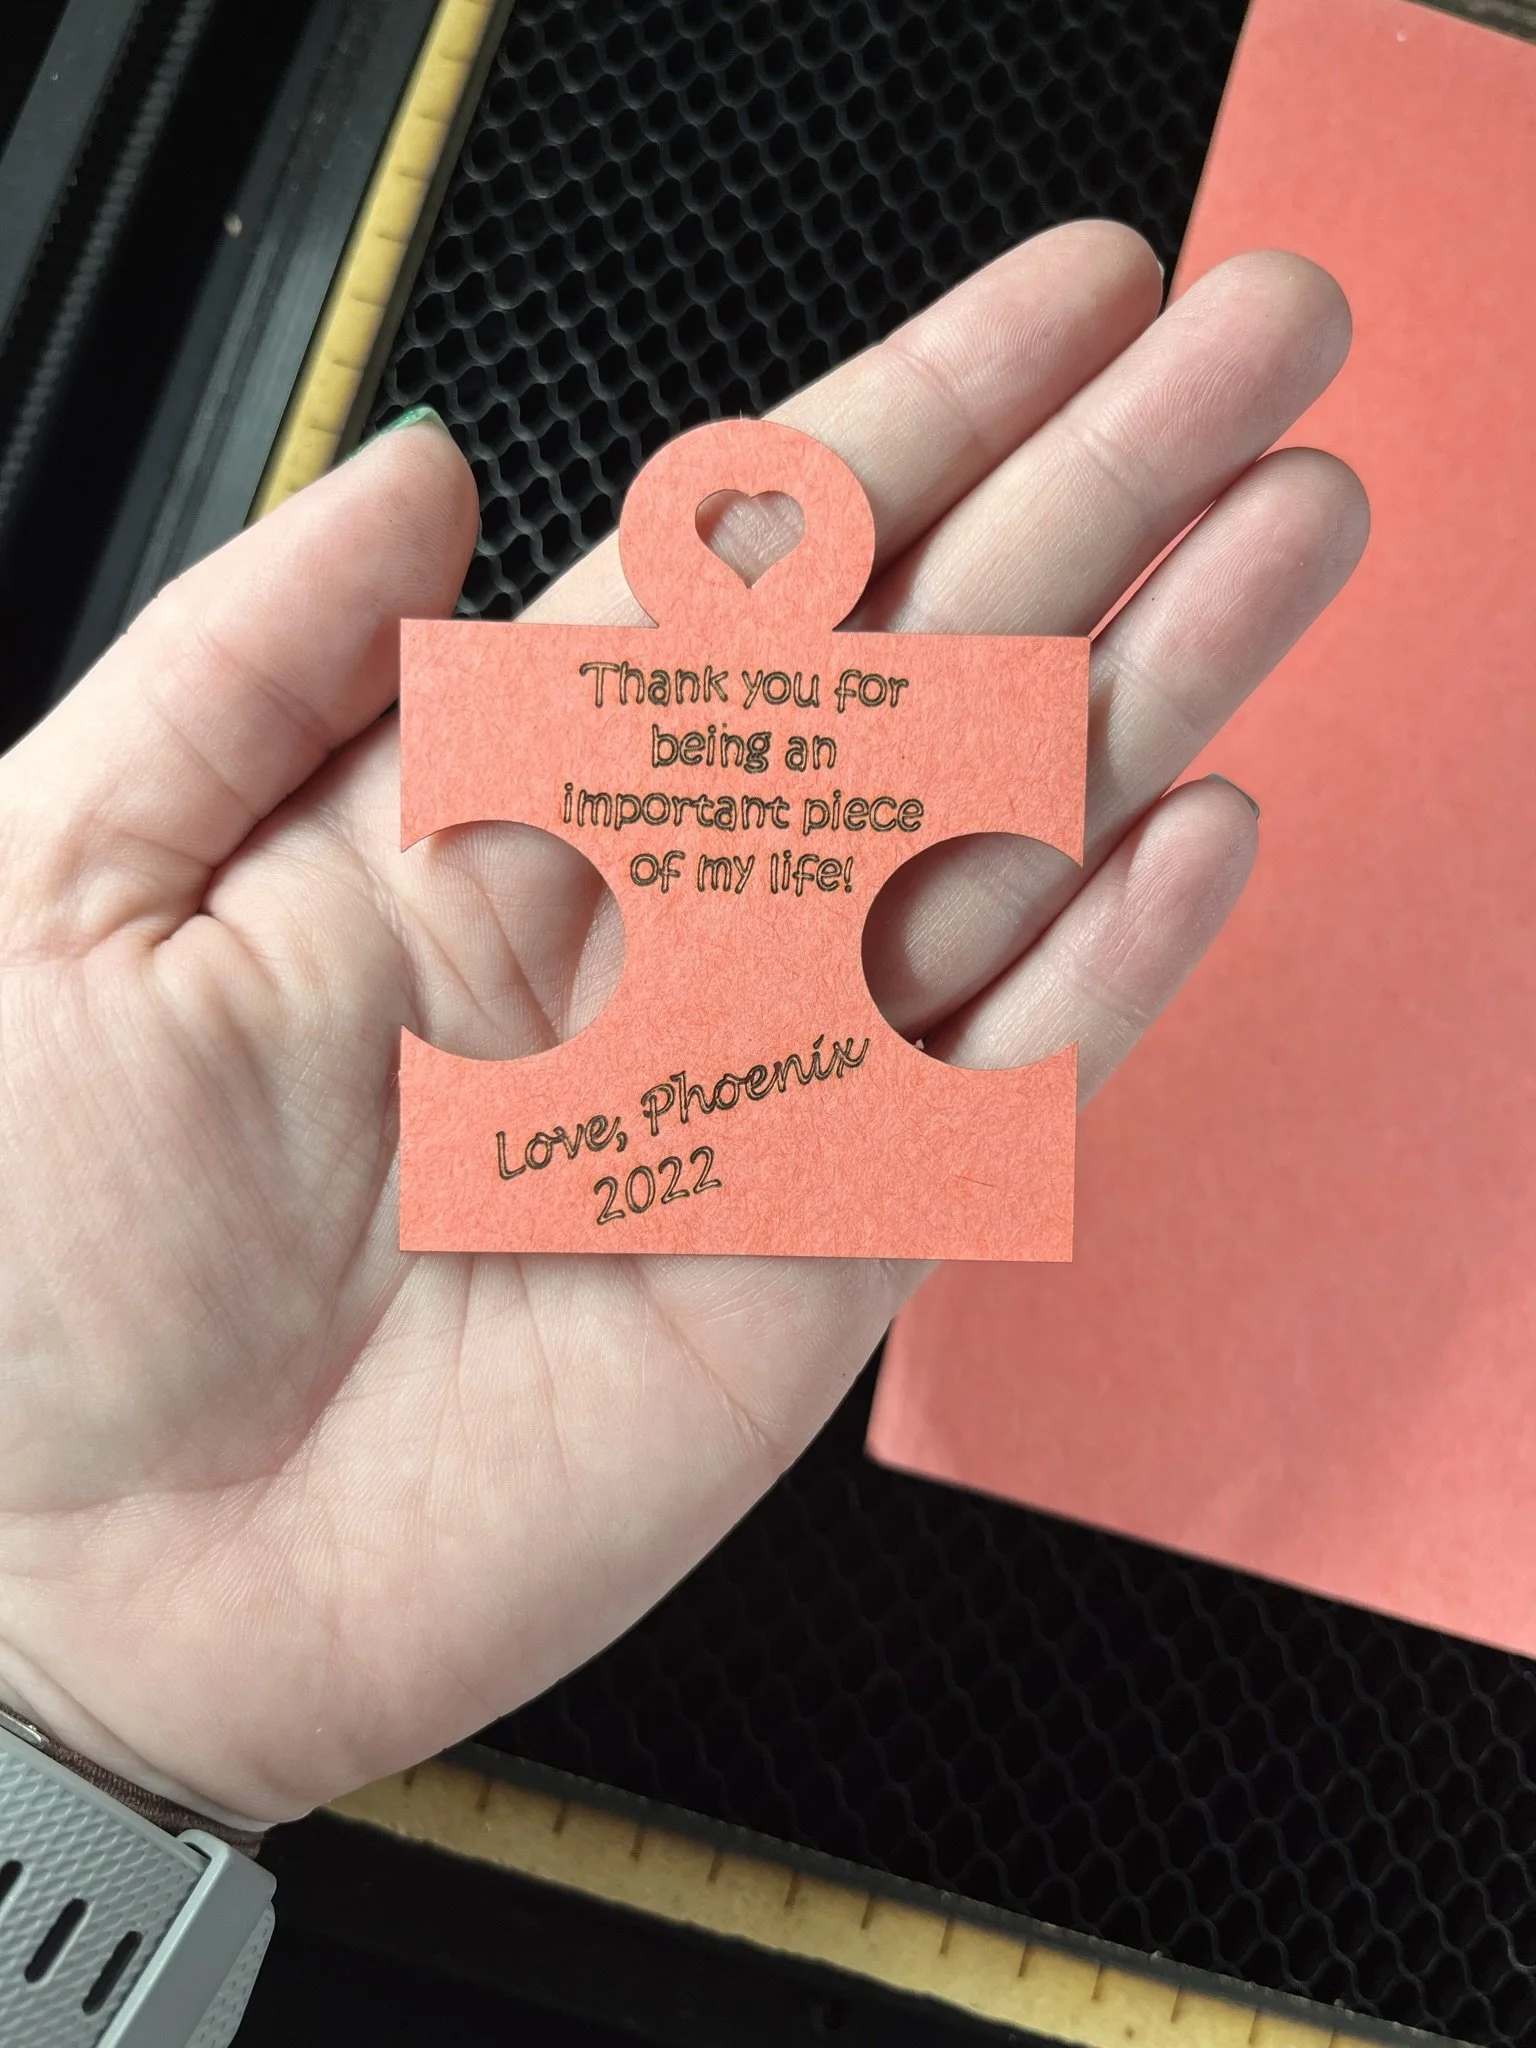 Thank you for
being an
important piece
of my life!
Love, Phoenix
2022